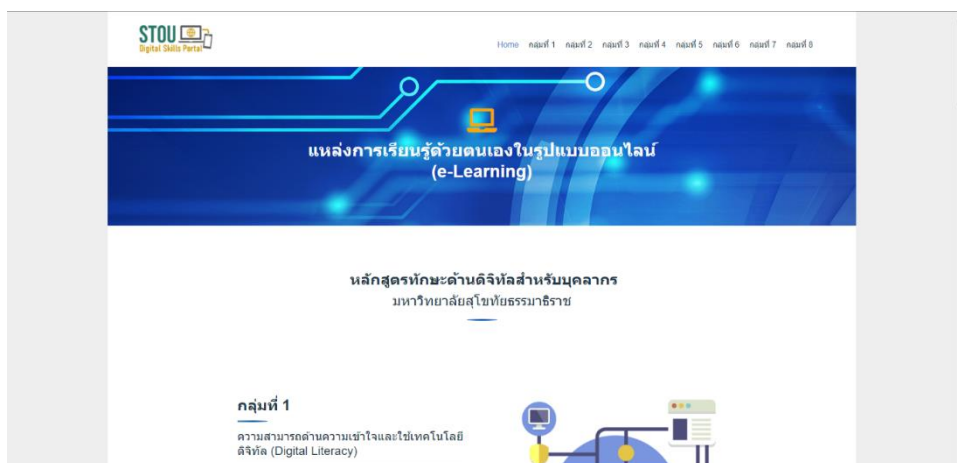 STOU
Digital Skills Portal
Home กลุ่มที่ 1 กลุ่มที่ 2 กลุ่มที่ 3 กลุ่มที่ 4 กลุ่มที่ 5 กลุ่มที่ 6 กลุ่มที่ 7 กลุ่มที่ 8
แหล่งการเรียนรู้ด้วยตนเองในรูปแบบออนไลน์
(e-Learning)
หลักสูตรทักษะด้านดิจิทัลสำหรับบุคลากร
มหาวิทยาลัยสุโขทัยธรรมาธิราช
กลุ่มที่ 1
ความสามารถด้านความเข้าใจและใช้เทคโนโลยี
ดิจิทัล (Digital Literacy)